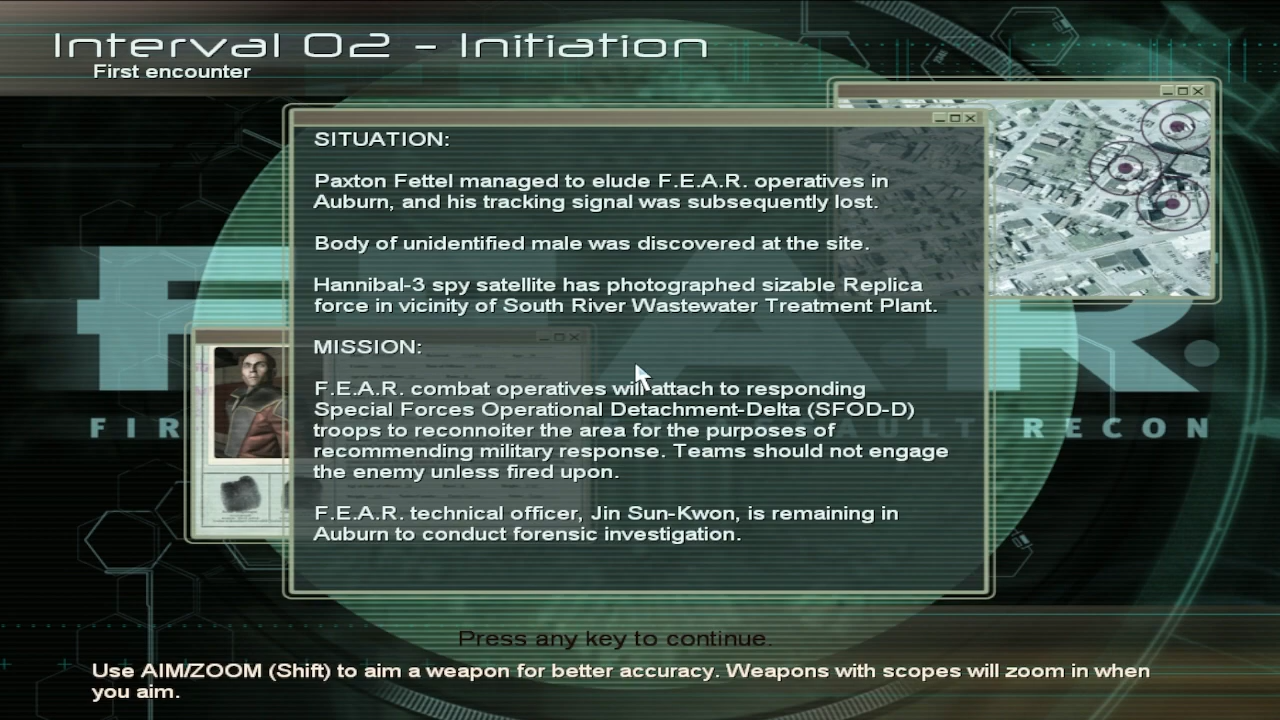 Interval 02 - Initiation
First encounter
SITUATION:
Paxton Fettel managed to elude F.E.A.R. operatives in
Auburn, and his tracking signal was subsequently lost.
Body of unidentified male was discovered at the site.
Hannibal-3 spy satellite has photographed sizable Replica
force in vicinity of South River Wastewater Treatment Plant.
MISSION:
F.E.A.R. combat operatives will attach to responding
Special Forces Operational Detachment-Delta (SFOD-D)
troops to reconnoiter the area for the purposes of
recommending military response. Teams should not engage
the enemy unless fired upon.
F.E.A.R. technical officer, Jin Sun-Kwon, is remaining in
Auburn to conduct forensic investigation.
RECON
Press any key to continue.
Use AIM/ZOOM (Shift) to aim a weapon for better accuracy. Weapons with scopes will zoom in when
you aim.